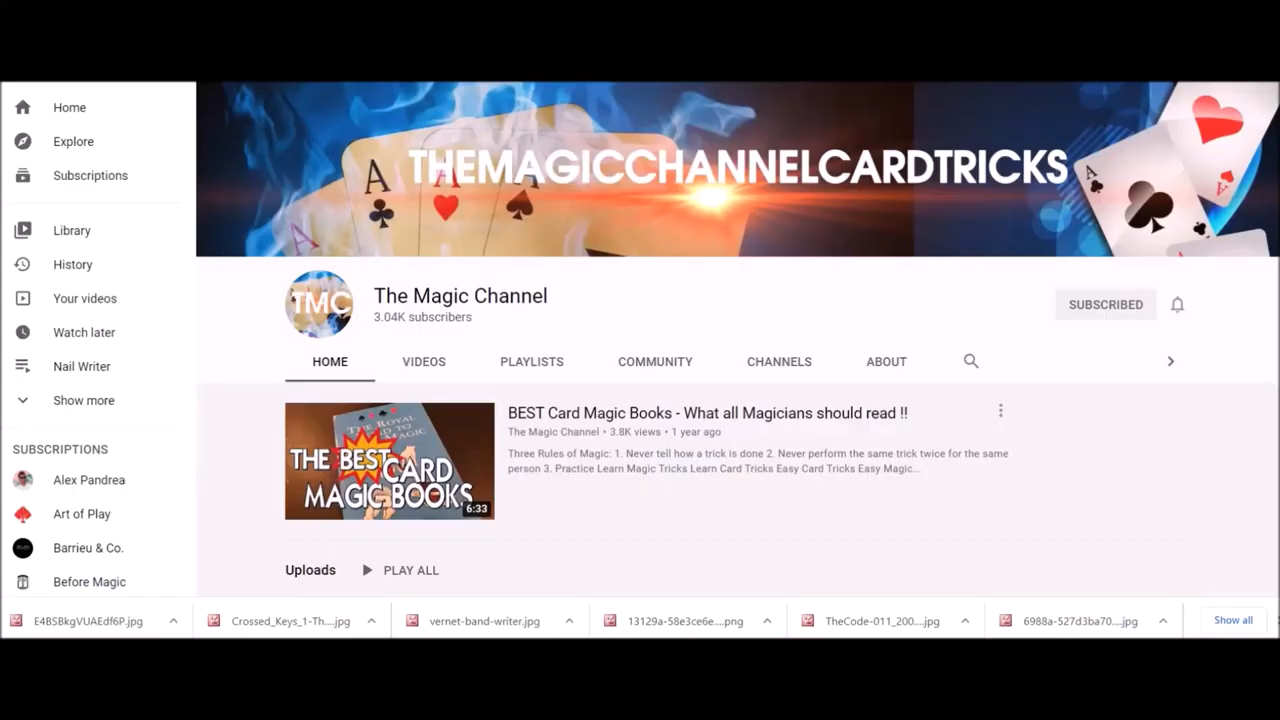 Home
Explore
Subscriptions
Library
History
Your videos
Watch later
Nail Writer
Show more
SUBSCRIPTIONS
Alex Pandrea
Art of Play
Barrieu & Co.
Before Magic
THEMAGICCHANNELCARDTRICKS
A
A
A
A
A
A
TMC
The Magic Channel
3.04K subscribers
SUBSCRIBED
HOME
VIDEOS
PLAYLISTS
COMMUNITY
CHANNELS
ABOUT
THE ROYAL
ROAD TO
MAGIC
THE BEST
CARD
MAGIC BOOKS
6:33
BEST Card Magic Books - What all Magicians should read !!
The Magic Channel • 3.8K views • 1 year ago
Three Rules of Magic: 1. Never tell how a trick is done 2. Never perform the same trick twice for the same
person 3. Practice Learn Magic Tricks Learn Card Tricks Easy Card Tricks Easy Magic...
Uploads
PLAY ALL
E4BSBkgVUAEdf6P.jpg
Crossed_Keys_1-Th....jpg
vernet-band-writer.jpg
13129a-58e3ce6e....png
TheCode-011_200....jpg
6988a-527d3ba70....jpg
Show all